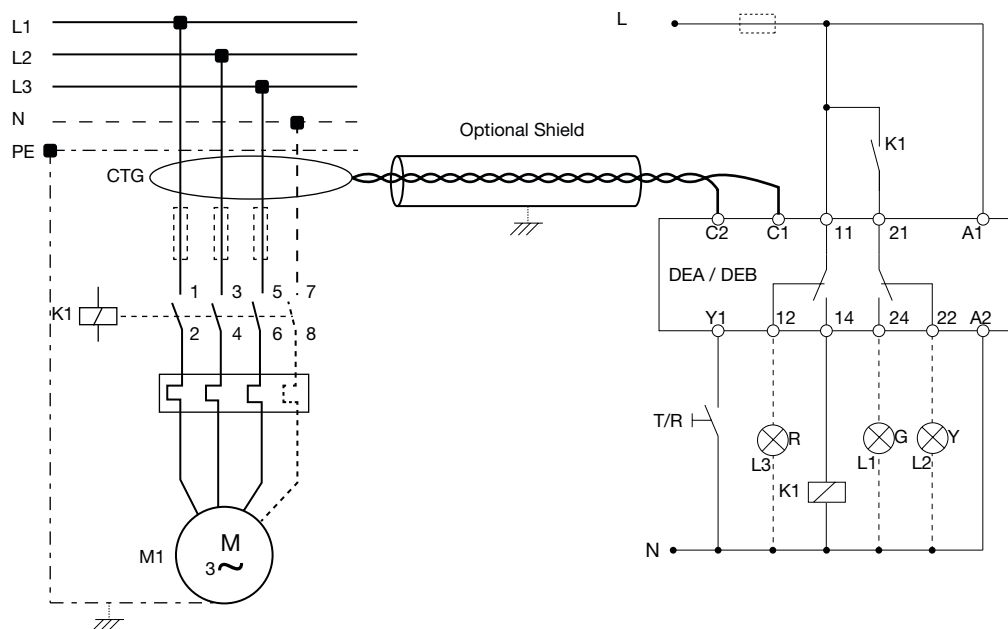 L1
L2
L3
N
PE
CTG
Optional Shield
K1
1 3 5 7
2 4 6 8
M1
M
3 ~
L
K1
C2 C1 11 21 A1
DEA / DEB
Y1 12 14 24 22 A2
T/R
R
L3
K1
G
L1
Y
L2
N